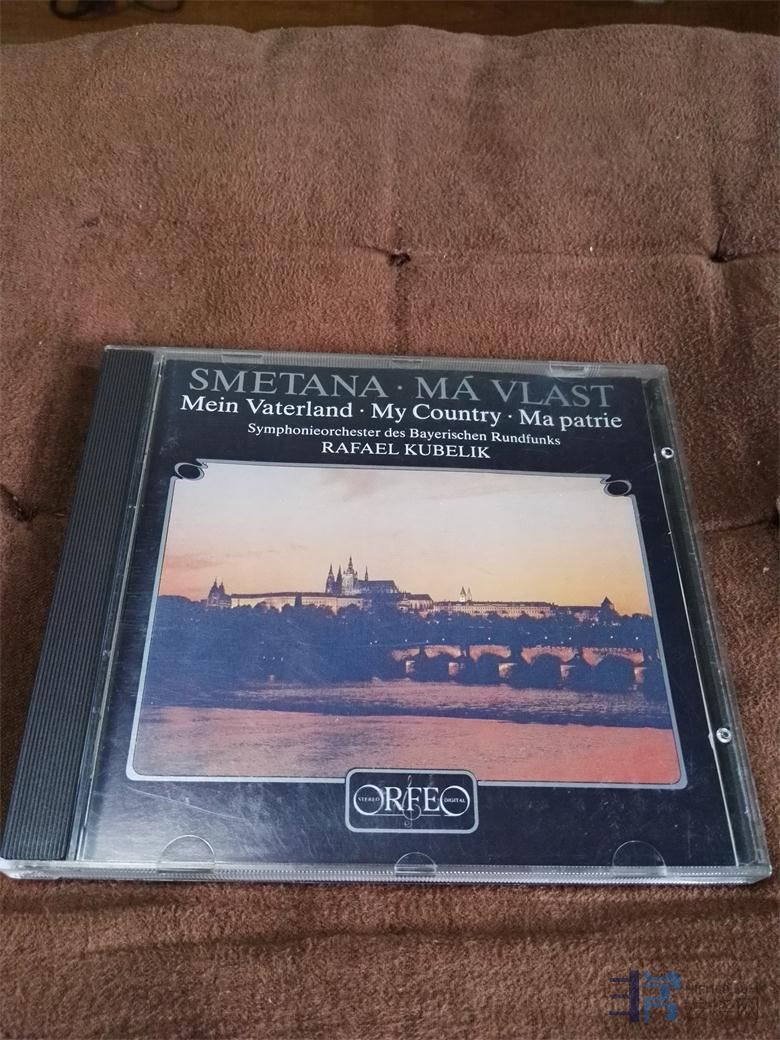 SMETANA · MÁ VLAST
Mein Vaterland · My Country · Ma patrie
Symphonieorchester des Bayerischen Rundfunks
RAFAEL KUBELIK
STEREO ORFEO DIGITAL